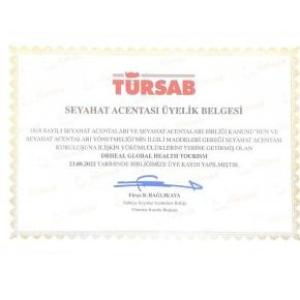 TÜRSAB
SEYAHAT ACENTASI ÜYELİK BELGESİ
1618 SAYILI SEYAHAT ACENTALARI VE SEYAHAT ACENTALARI BİRLİĞİ KANUNU'NUN VE
SEYAHAT ACENTALARI YÖNETMELİĞİ'NİN İLGİLİ MADDELERİ GEREĞİ SEYAHAT ACENTASI
KURULUŞUNA İLİŞKİN YÜKÜMLÜLÜKLERİNİ YERİNE GETİRMİŞ OLAN
DRHEAL GLOBAL HEALTH TOURISM
23.08.2022 TARİHİNDE BİRLİĞİMİZE ÜYE KAYDI YAPILMIŞTIR.
Firuz B. BAĞLIKAYA
Türkiye Seyahat Acentaları Birliği
Yönetim Kurulu Başkanı